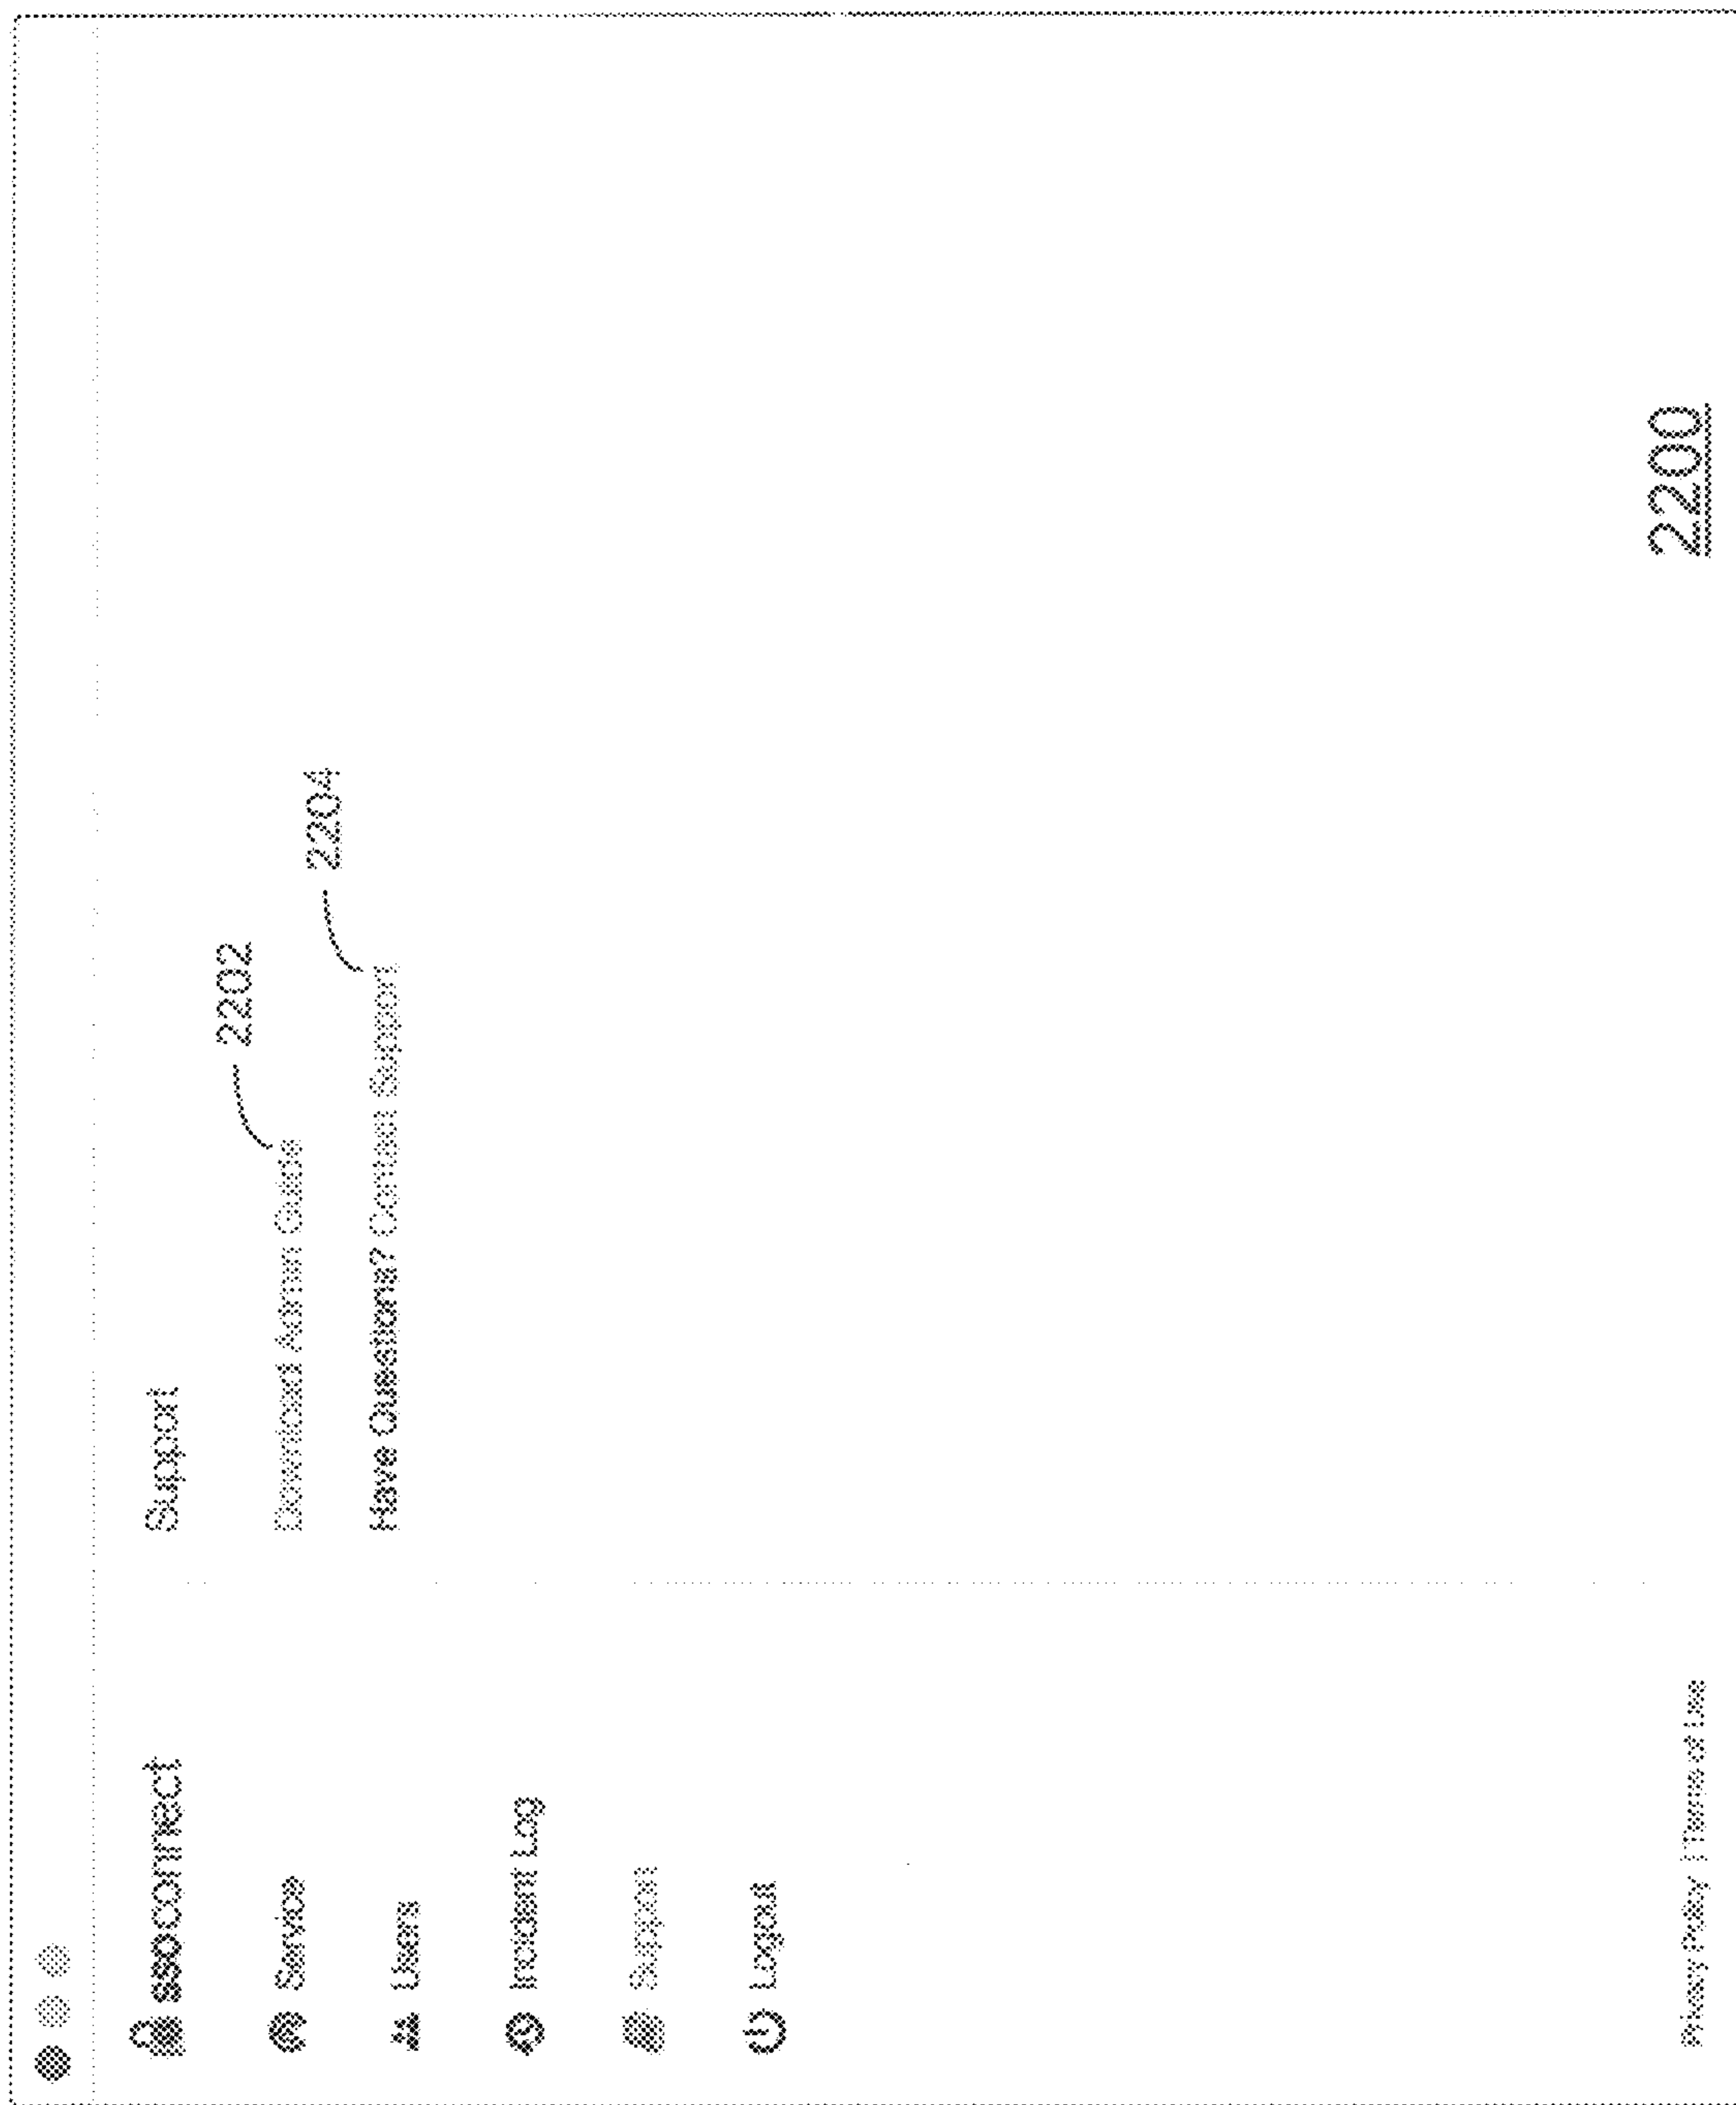 ssoconnect
Service
Users
Incident Log
Support
Logout
Privacy Policy | Terms of Use
Support
Download Admin Guide
2202
Have Questions? Contact Support
2204
2200